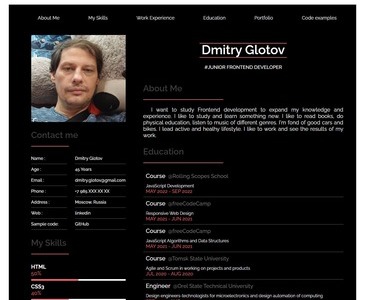 About Me
My Skills
Work Experience
Education
Portfolio
Code examples
Dmitry Glotov
#JUNIOR FRONTEND DEVELOPER
About Me
I want to study Frontend development to expand my knowledge and
experience. I like to study and learn something new. I like to read books, do
physical education, listen to music of different genres. I'm fond of good cars and
bikes. I lead active and healthy lifestyle. I like to work and see the results of my
work.
Contact me
Name : Dmitry Glotov
Age : 45 Years
Email : dmitry.glotov@gmail.com
Phone : +7 985 XXX XX XX
Address : Moscow, Russia
Web : linkedin
Sample code: GitHub
My Skills
HTML
50%
CSS3
Education
Course @Rolling Scopes School
JavaScript Development
MAY 2022 - SEP 2022
Course @freeCodeCamp
Responsive Web Design
MAY 2021 - JUN 2021
Course @freeCodeCamp
JavaScript Algorithms and Data Structures
MAY 2021 - JUN 2021
Course @Tomsk State University
Agile and Scrum in working on projects and products
JUL 2020 - AUG 2020
Engineer @Orel State Technical University
Design-engineers-technologists for microelectronics and design automation of computing